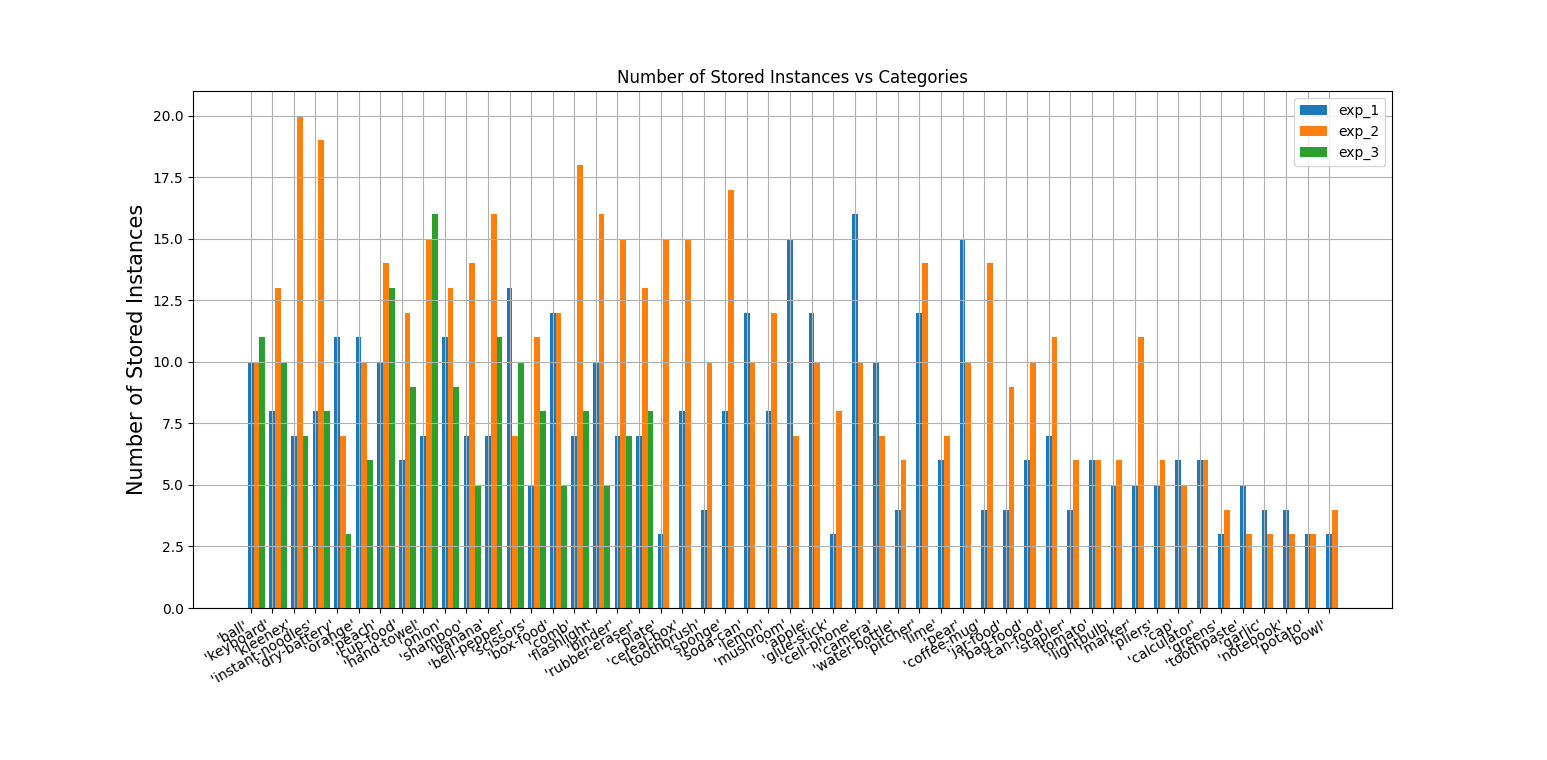 Number of Stored Instances vs Categories
Number of Stored Instances
20.0
17.5
15.0
12.5
10.0
7.5
5.0
2.5
0.0
exp_1
exp_2
exp_3
'ball'
'keyboard'
'kleenex'
'instant-noodles'
'dry-battery'
'orange'
'peach'
'cup-food'
'hand-towel'
'onion'
'shampoo'
'banana'
'bell-pepper'
'scissors'
'box-food'
'comb'
'flashlight'
'binder'
'rubber-eraser'
'plate'
'cereal-box'
'toothbrush'
'sponge'
'soda-can'
'lemon'
'mushroom'
'apple'
'glue-stick'
'cell-phone'
'camera'
'water-bottle'
'pitcher'
'lime'
'pear'
'coffee-mug'
'jar-food'
'bag-food'
'can-food'
'stapler'
'tomato'
'lightbulb'
'marker'
'pliers'
'cap'
'calculator'
'greens'
'toothpaste'
'garlic'
'notebook'
'potato'
'bowl'